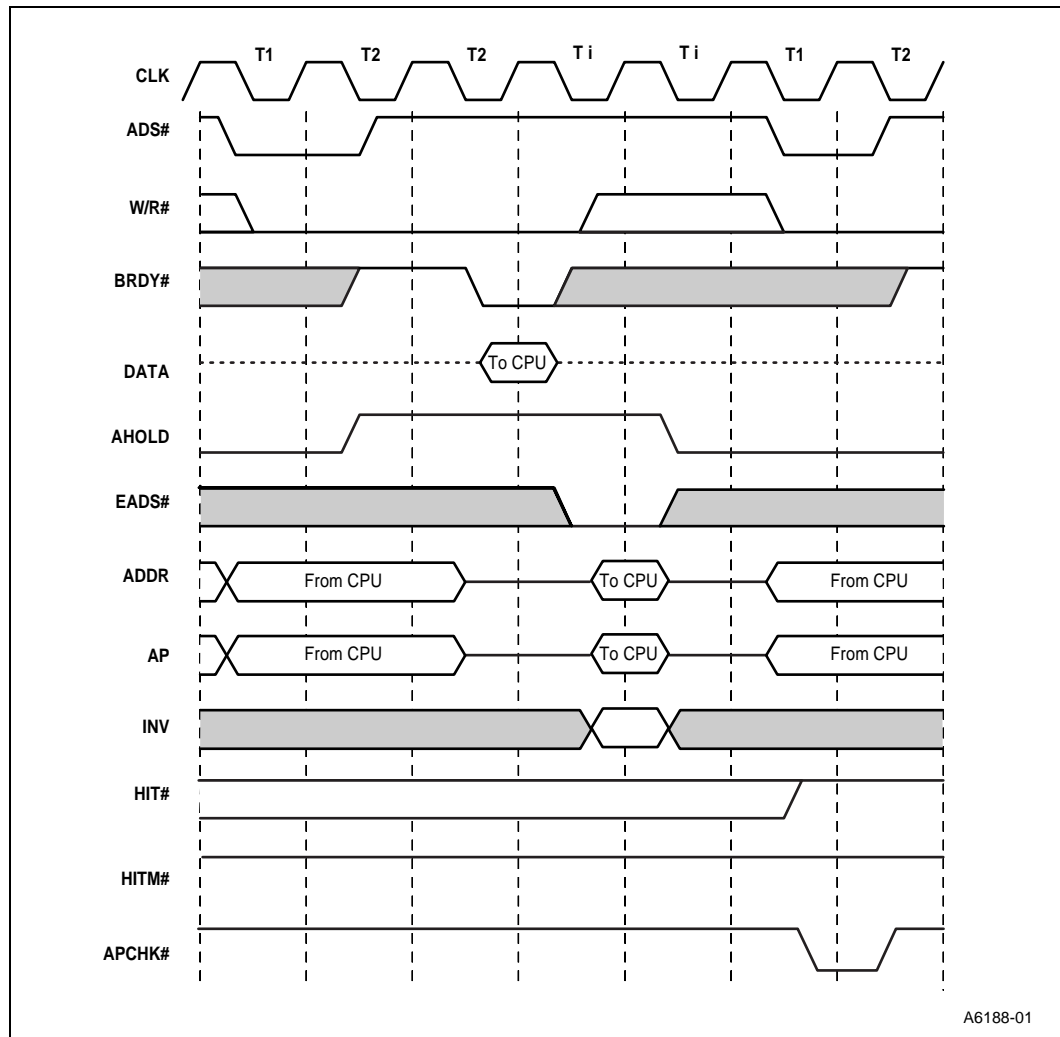 T1 T2 T2 T i T i T1 T2
CLK
ADS#
W/R#
BRDY#
To CPU
DATA
AHOLD
EADS#
ADDR From CPU To CPU From CPU
AP From CPU To CPU From CPU
INV
HIT#
HITM#
APCHK#
A6188-01